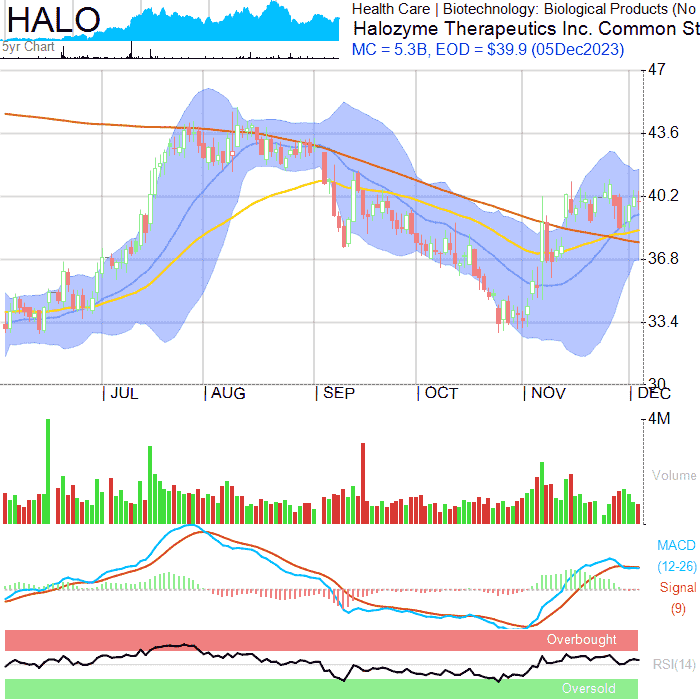 HALO
5yr Chart
Health Care | Biotechnology: Biological Products (No
Halozyme Therapeutics Inc. Common St
MC = 5.3B, EOD = $39.9 (05Dec2023)
47
43.6
40.2
36.8
33.4
30
JUL AUG SEP OCT NOV DEC
4M
Volume
MACD
(12-26)
Signal
(9)
Overbought
RSI(14)
Oversold